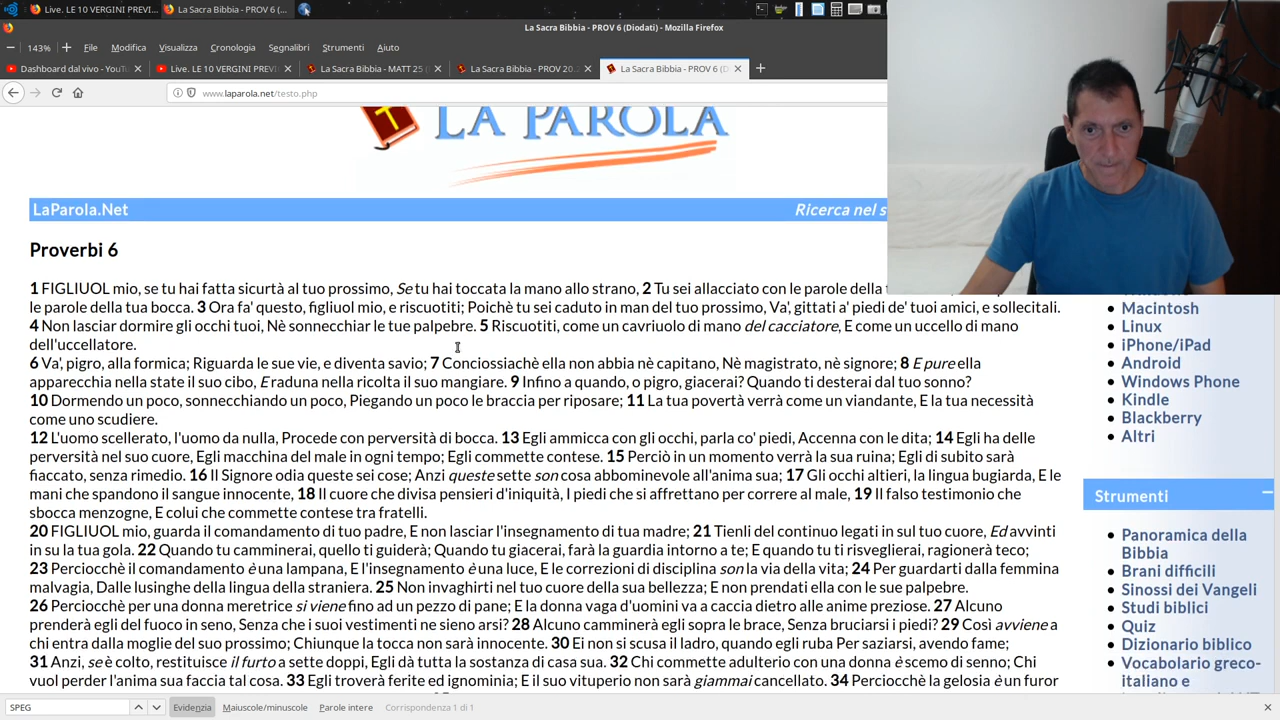 Live. LE 10 VERGINI PREVI...
La Sacra Bibbia - PROV 6 (...
La Sacra Bibbia - PROV 6 (Diodati) - Mozilla Firefox
143%
File Modifica Visualizza Cronologia Segnalibri Strumenti Aiuto
Dashboard dal vivo - YouT
Live. LE 10 VERGINI PREVI
La Sacra Bibbia - MATT 25 (
La Sacra Bibbia - PROV 20.
La Sacra Bibbia - PROV 6 (D
www.laparola.net/testo.php
LA PAROLA
LaParola.Net
Ricerca nel s
Proverbi 6
1 FIGLIUOL mio, se tu hai fatta sicurtà al tuo prossimo, Se tu hai toccata la mano allo strano, 2 Tu sei allacciato con le parole della t
le parole della tua bocca. 3 Ora fa' questo, figliuol mio, e riscuotiti; Poichè tu sei caduto in man del tuo prossimo, Va', gittati a' piedi de' tuoi amici, e sollecitali.
4 Non lasciar dormire gli occhi tuoi, Nè sonnecchiar le tue palpebre. 5 Riscuotiti, come un cavriuolo di mano del cacciatore, E come un uccello di mano
dell'uccellatore.
6 Va', pigro, alla formica; Riguarda le sue vie, e diventa savio; 7 Conciossiachè ella non abbia nè capitano, Nè magistrato, nè signore; 8 E pure ella
apparecchia nella state il suo cibo, E raduna nella ricolta il suo mangiare. 9 Infino a quando, o pigro, giacerai? Quando ti desterai dal tuo sonno?
10 Dormendo un poco, sonnecchiando un poco, Piegando un poco le braccia per riposare; 11 La tua povertà verrà come un viandante, E la tua necessità
come uno scudiere.
12 L'uomo scellerato, l'uomo da nulla, Procede con perversità di bocca. 13 Egli ammicca con gli occhi, parla co' piedi, Accenna con le dita; 14 Egli ha delle
perversità nel suo cuore, Egli macchina del male in ogni tempo; Egli commette contese. 15 Perciò in un momento verrà la sua ruina; Egli di subito sarà
fiaccato, senza rimedio. 16 Il Signore odia queste sei cose; Anzi queste sette son cosa abbominevole all'anima sua; 17 Gli occhi altieri, la lingua bugiarda, E le
mani che spandono il sangue innocente, 18 Il cuore che divisa pensieri d'iniquità, I piedi che si affrettano per correre al male, 19 Il falso testimonio che
sbocca menzogne, E colui che commette contese tra fratelli.
20 FIGLIUOL mio, guarda il comandamento di tuo padre, E non lasciar l'insegnamento di tua madre; 21 Tienli del continuo legati in sul tuo cuore, Ed avvinti
in su la tua gola. 22 Quando tu camminerai, quello ti guiderà; Quando tu giacerai, farà la guardia intorno a te; E quando tu ti risveglierai, ragionerà teco;
23 Perciocchè il comandamento è una lampana, E l'insegnamento è una luce, E le correzioni di disciplina son la via della vita; 24 Per guardarti dalla femmina
malvagia, Dalle lusinghe della lingua della straniera. 25 Non invaghirti nel tuo cuore della sua bellezza; E non prendati ella con le sue palpebre.
26 Perciocchè per una donna meretrice si viene fino ad un pezzo di pane; E la donna vaga d'uomini va a caccia dietro alle anime preziose. 27 Alcuno
prenderà egli del fuoco in seno, Senza che i suoi vestimenti ne sieno arsi? 28 Alcuno camminerà egli sopra le brace, Senza bruciarsi i piedi? 29 Così avviene a
chi entra dalla moglie del suo prossimo; Chiunque la tocca non sarà innocente. 30 Ei non si scusa il ladro, quando egli ruba Per saziarsi, avendo fame;
31 Anzi, se è colto, restituisce il furto a sette doppi, Egli dà tutta la sostanza di casa sua. 32 Chi commette adulterio con una donna è scemo di senno; Chi
vuol perder l'anima sua faccia tal cosa. 33 Egli troverà ferite ed ignominia; E il suo vituperio non sarà giammai cancellato. 34 Perciocchè la gelosia è un furor
Macintosh
Linux
iPhone/iPad
Android
Windows Phone
Kindle
Blackberry
Altri
Strumenti
Panoramica della
Bibbia
Brani difficili
Sinossi dei Vangeli
Studi biblici
Quiz
Dizionario biblico
Vocabolario greco-
italiano e
SPEG
Evidenzia
Maiuscole/minuscole
Parole intere
Corrispondenza 1 di 1